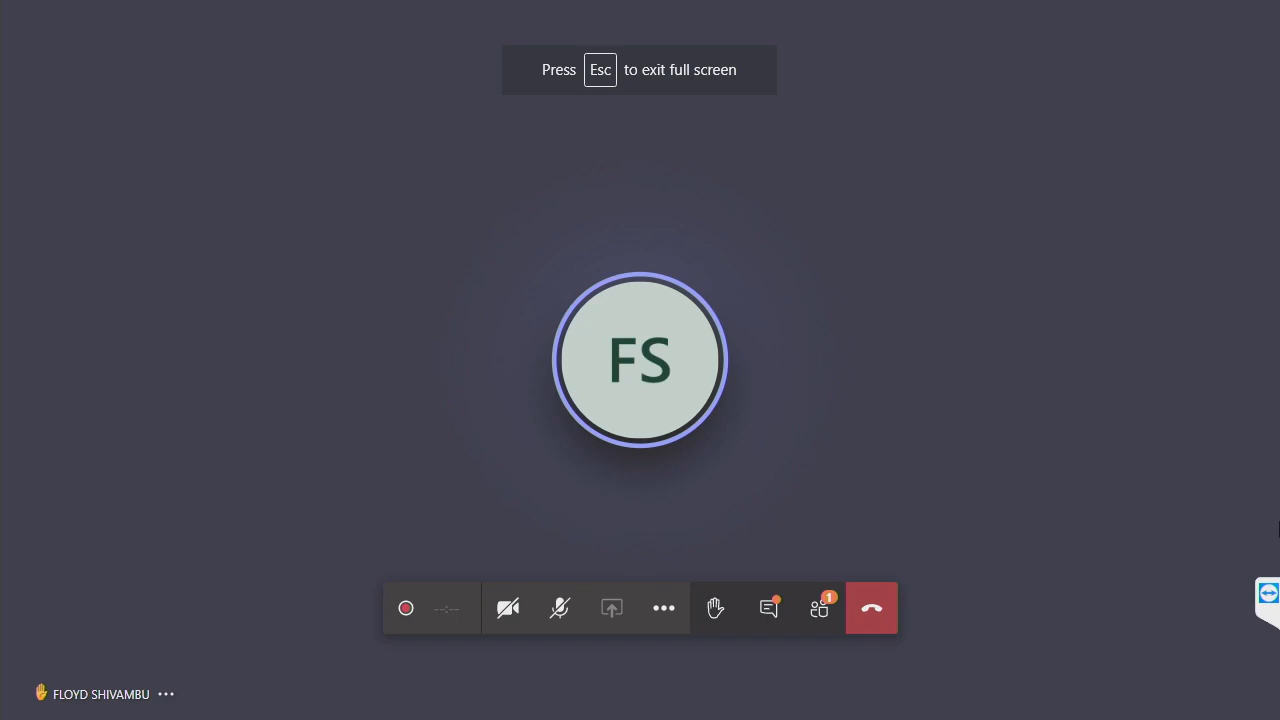 Press Esc to exit full screen
FS
--:--
1
FLOYD SHIVAMBU